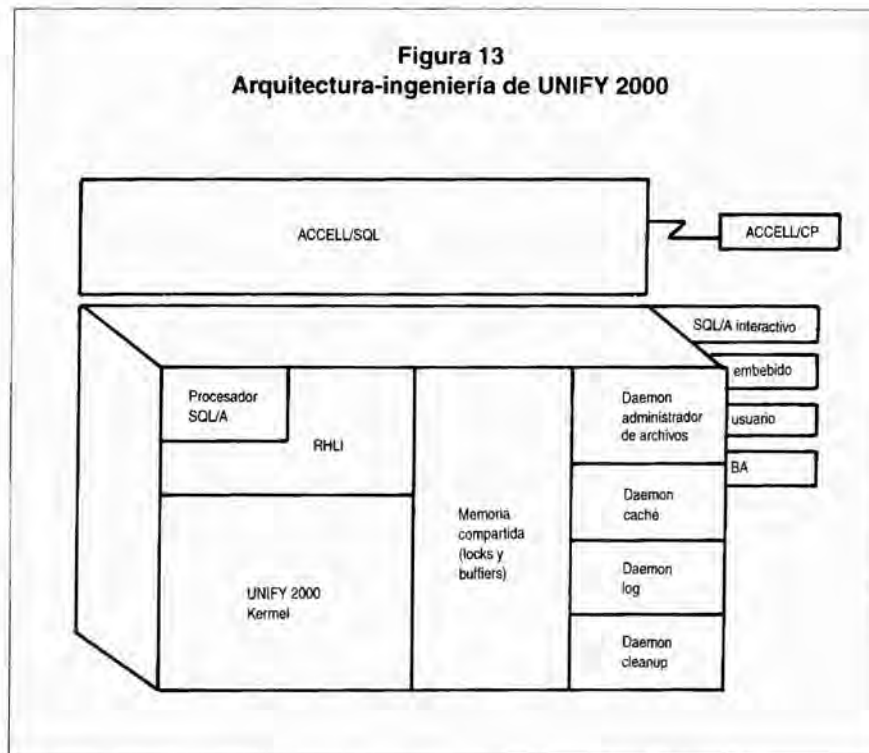 Figura 13
Arquitectura-ingeniería de UNIFY 2000
ACCELL/SQL
ACCELL/CP
SQL/A interactivo
embebido
usuario
BA
Procesador
SQL/A
RHLI
UNIFY 2000
Kermel
Memoria
compartida
(locks y
buffiers)
Daemon
administrador
de archivos
Daemon
caché
Daemon
log
Daemon
cleanup